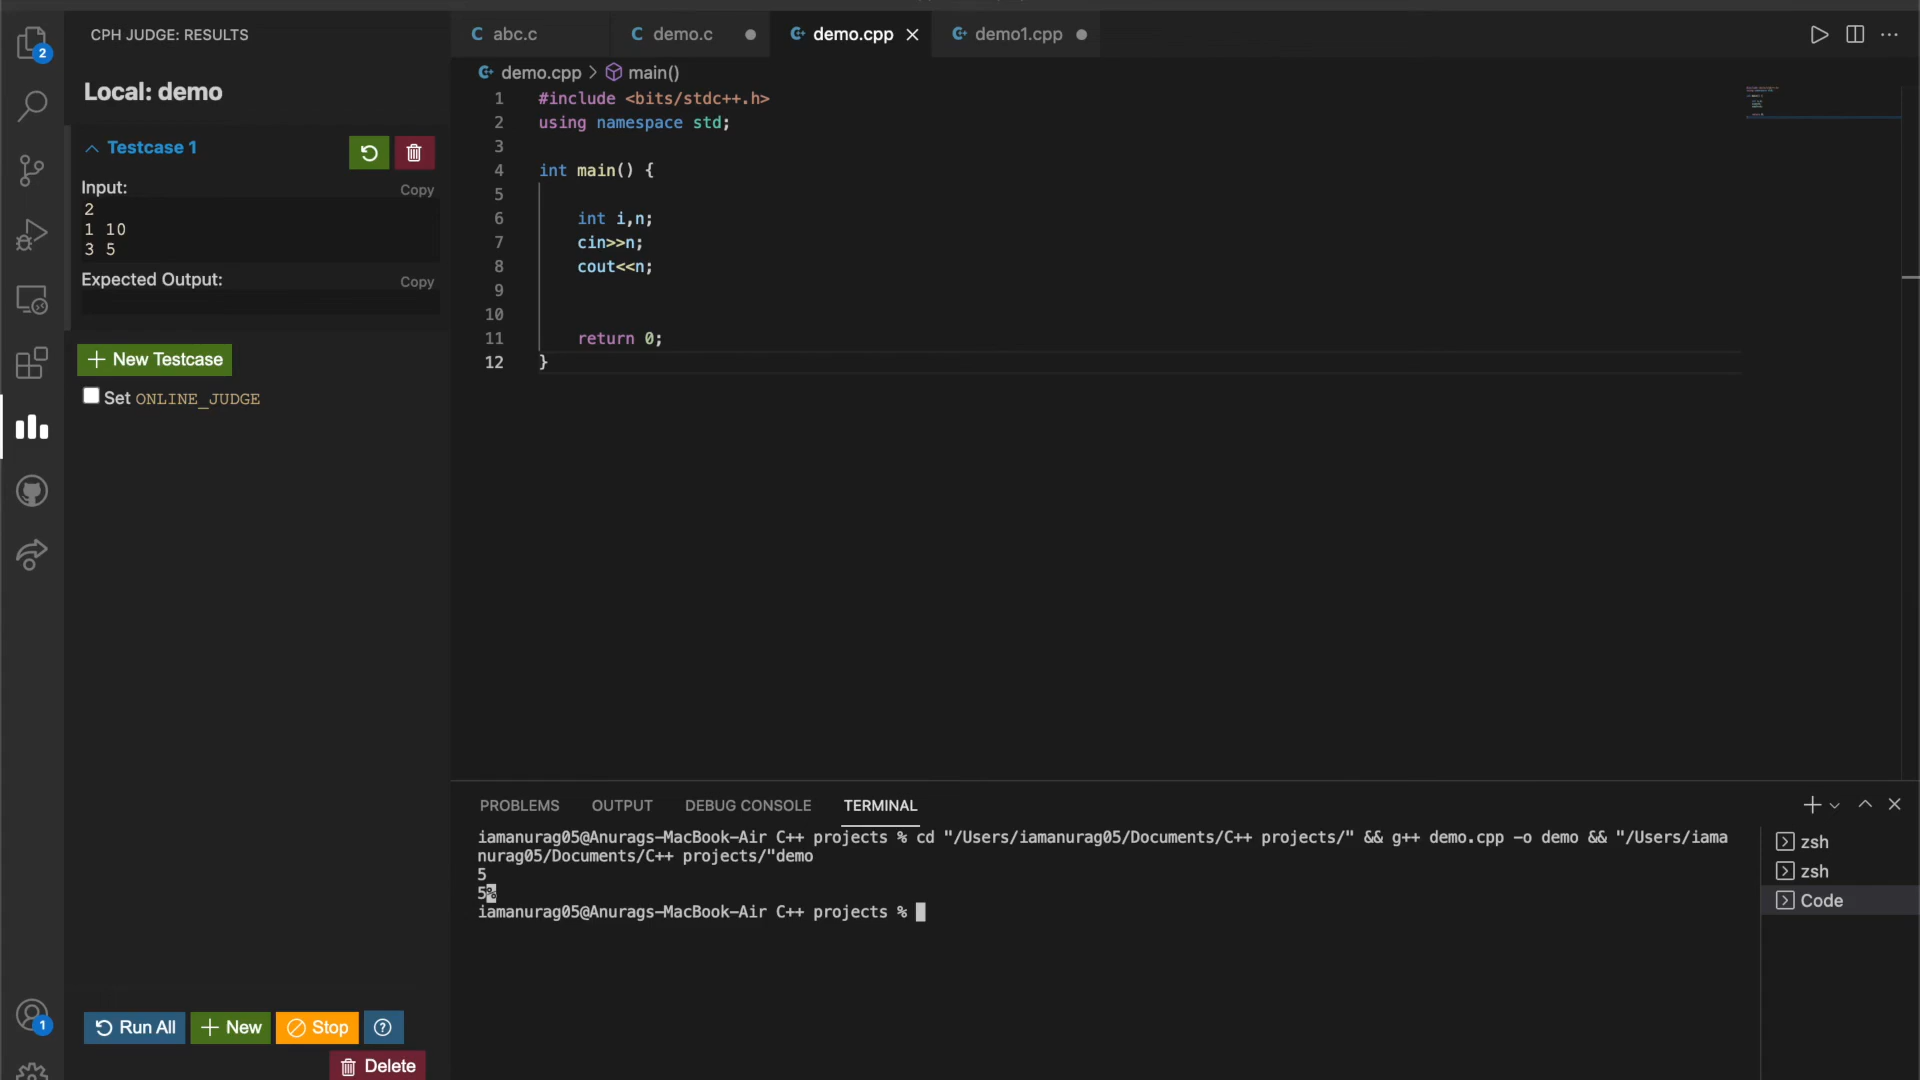 2
CPH JUDGE: RESULTS
Local: demo
Testcase 1
Input:
Copy
2
1 10
3 5
Expected Output:
Copy
New Testcase
Set ONLINE_JUDGE
1
Run All
New
Stop
Delete
C abc.c
C demo.c
demo.cpp
demo1.cpp
demo.cpp > main()
1 #include <bits/stdc++.h>
2 using namespace std;
3
4 int main() {
5
6 int i,n;
7 cin>>n;
8 cout<<n;
9
10
11 return 0;
12 }
PROBLEMS OUTPUT DEBUG CONSOLE TERMINAL
iamanurag05@Anurags-MacBook-Air C++ projects % cd "/Users/iamanurag05/Documents/C++ projects/" && g++ demo.cpp -o demo && "/Users/iama
nurag05/Documents/C++ projects/"demo
5
5%
iamanurag05@Anurags-MacBook-Air C++ projects %
zsh
zsh
Code